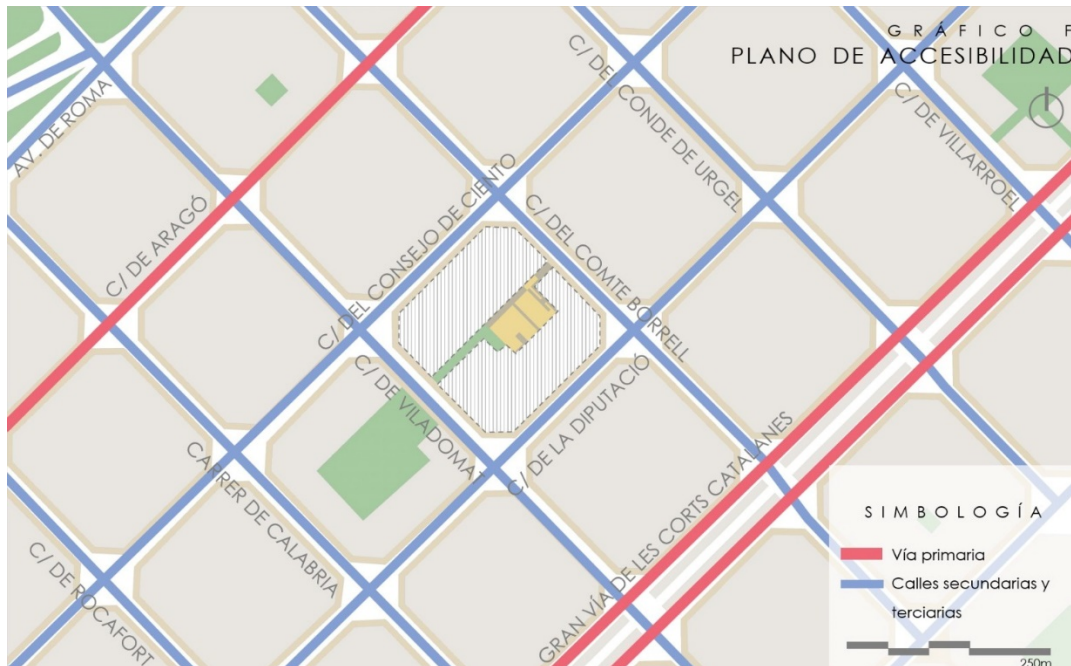 GRÁFICO F
PLANO DE ACCESIBILIDAD
AV. DE ROMA
C/ DE ARAGÓ
C/ DEL CONSEJO DE CIENTO
C/ DEL CONDE DE URGEL
C/ DE VILLARROEL
C/ DEL COMTE BORRELL
C/ DE VILADOMAT
C/ DE LA DIPUTACIÓ
CARRER DE CALABRIA
C/ DE ROCAFORT
GRAN VÍA DE LES CORTS CATALANES
SIMBOLOGÍA
Vía primaria
Calles secundarias y
terciarias
250m